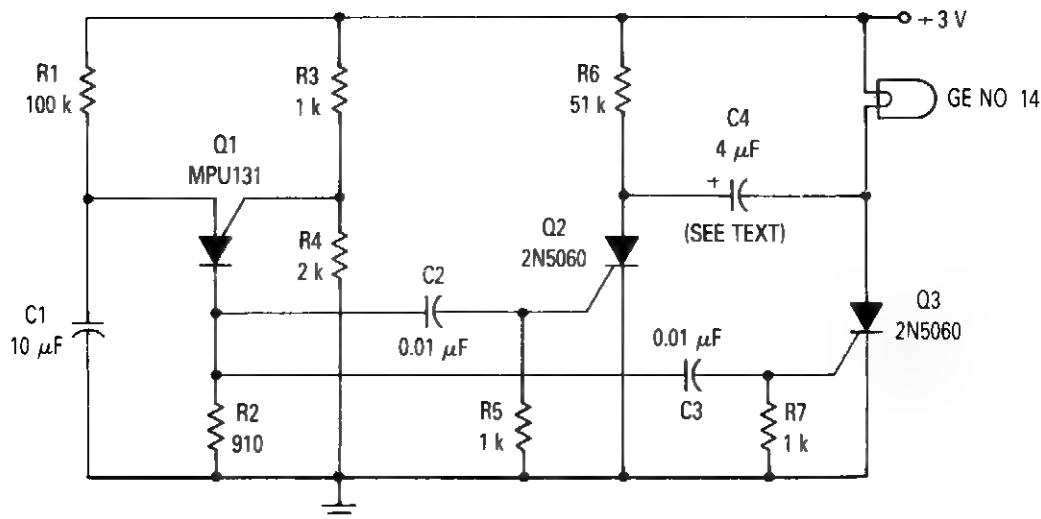 +3 V
R1
100 k
R3
1 k
R6
51 k
GE NO 14
C4
4 µF
+
(SEE TEXT)
Q1
MPU131
R4
2 k
Q2
2N5060
C2
0.01 µF
Q3
2N5060
C1
10 µF
0.01 µF
C3
R2
910
R5
1 k
R7
1 k